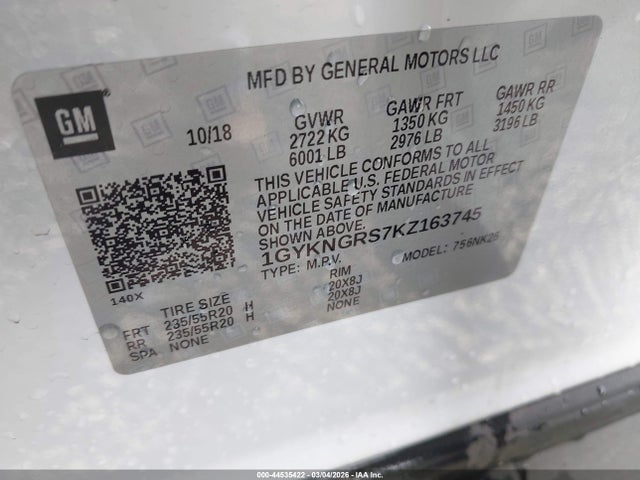 MFD BY GENERAL MOTORS LLC
GM
10/18
GVWR
2722 KG
6001 LB
GAWR FRT
1350 KG
2976 LB
GAWR RR
1450 KG
3196 LB
THIS VEHICLE CONFORMS TO ALL
APPLICABLE U.S. FEDERAL MOTOR
VEHICLE SAFETY STANDARDS IN EFFECT
ON THE DATE OF MANUFACTURE
SHOWN ABOVE.
1GYKNGRS7KZ163745
TYPE: M.P.V.
MODEL: 756NK26
140X
TIRE SIZE RIM
FRT 235/55R20 H 20X8J
RR 235/55R20 H 20X8J
SPA NONE NONE
000-44535422 - 03/04/2026 - IAA Inc.